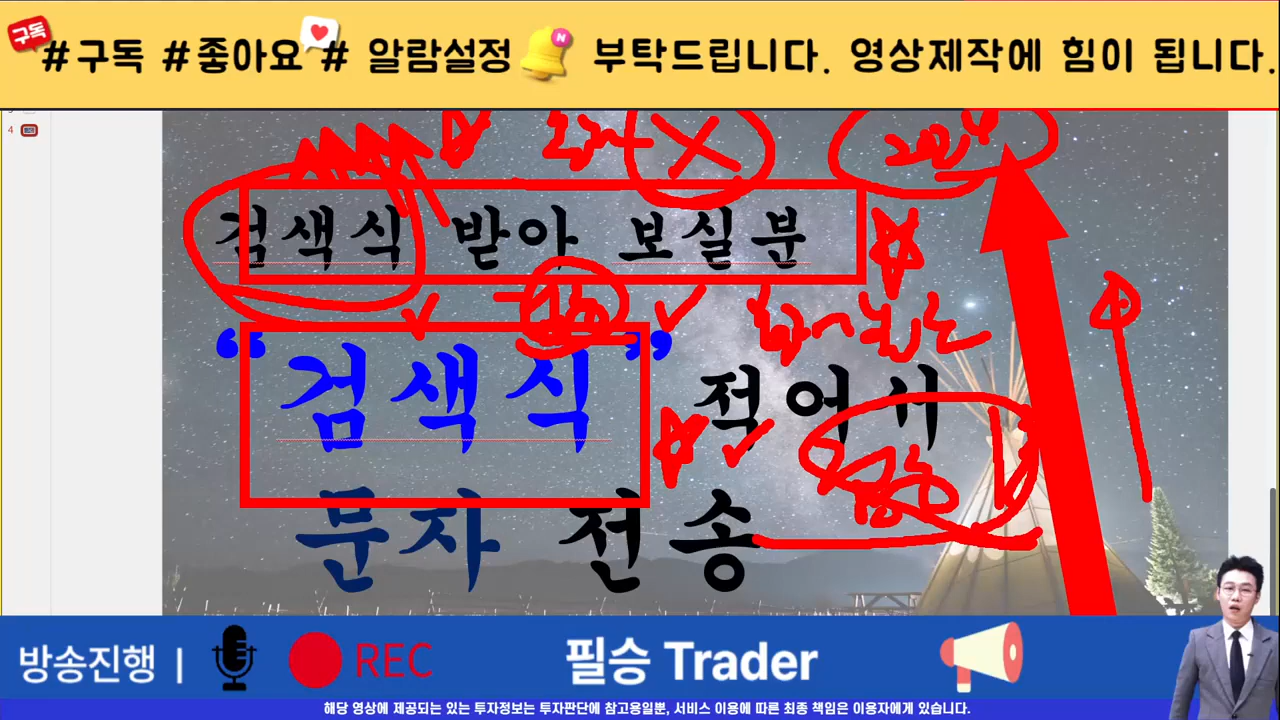 구독
#구독 #좋아요 # 알람설정 N 부탁드립니다. 영상제작에 힘이 됩니다.
4
검색식 받아 보실분
“검색식” 적어서
문자 전송
방송진행 | REC 필승 Trader
해당 영상에 제공되는 있는 투자정보는 투자판단에 참고용일뿐, 서비스 이용에 따른 최종 책임은 이용자에게 있습니다.